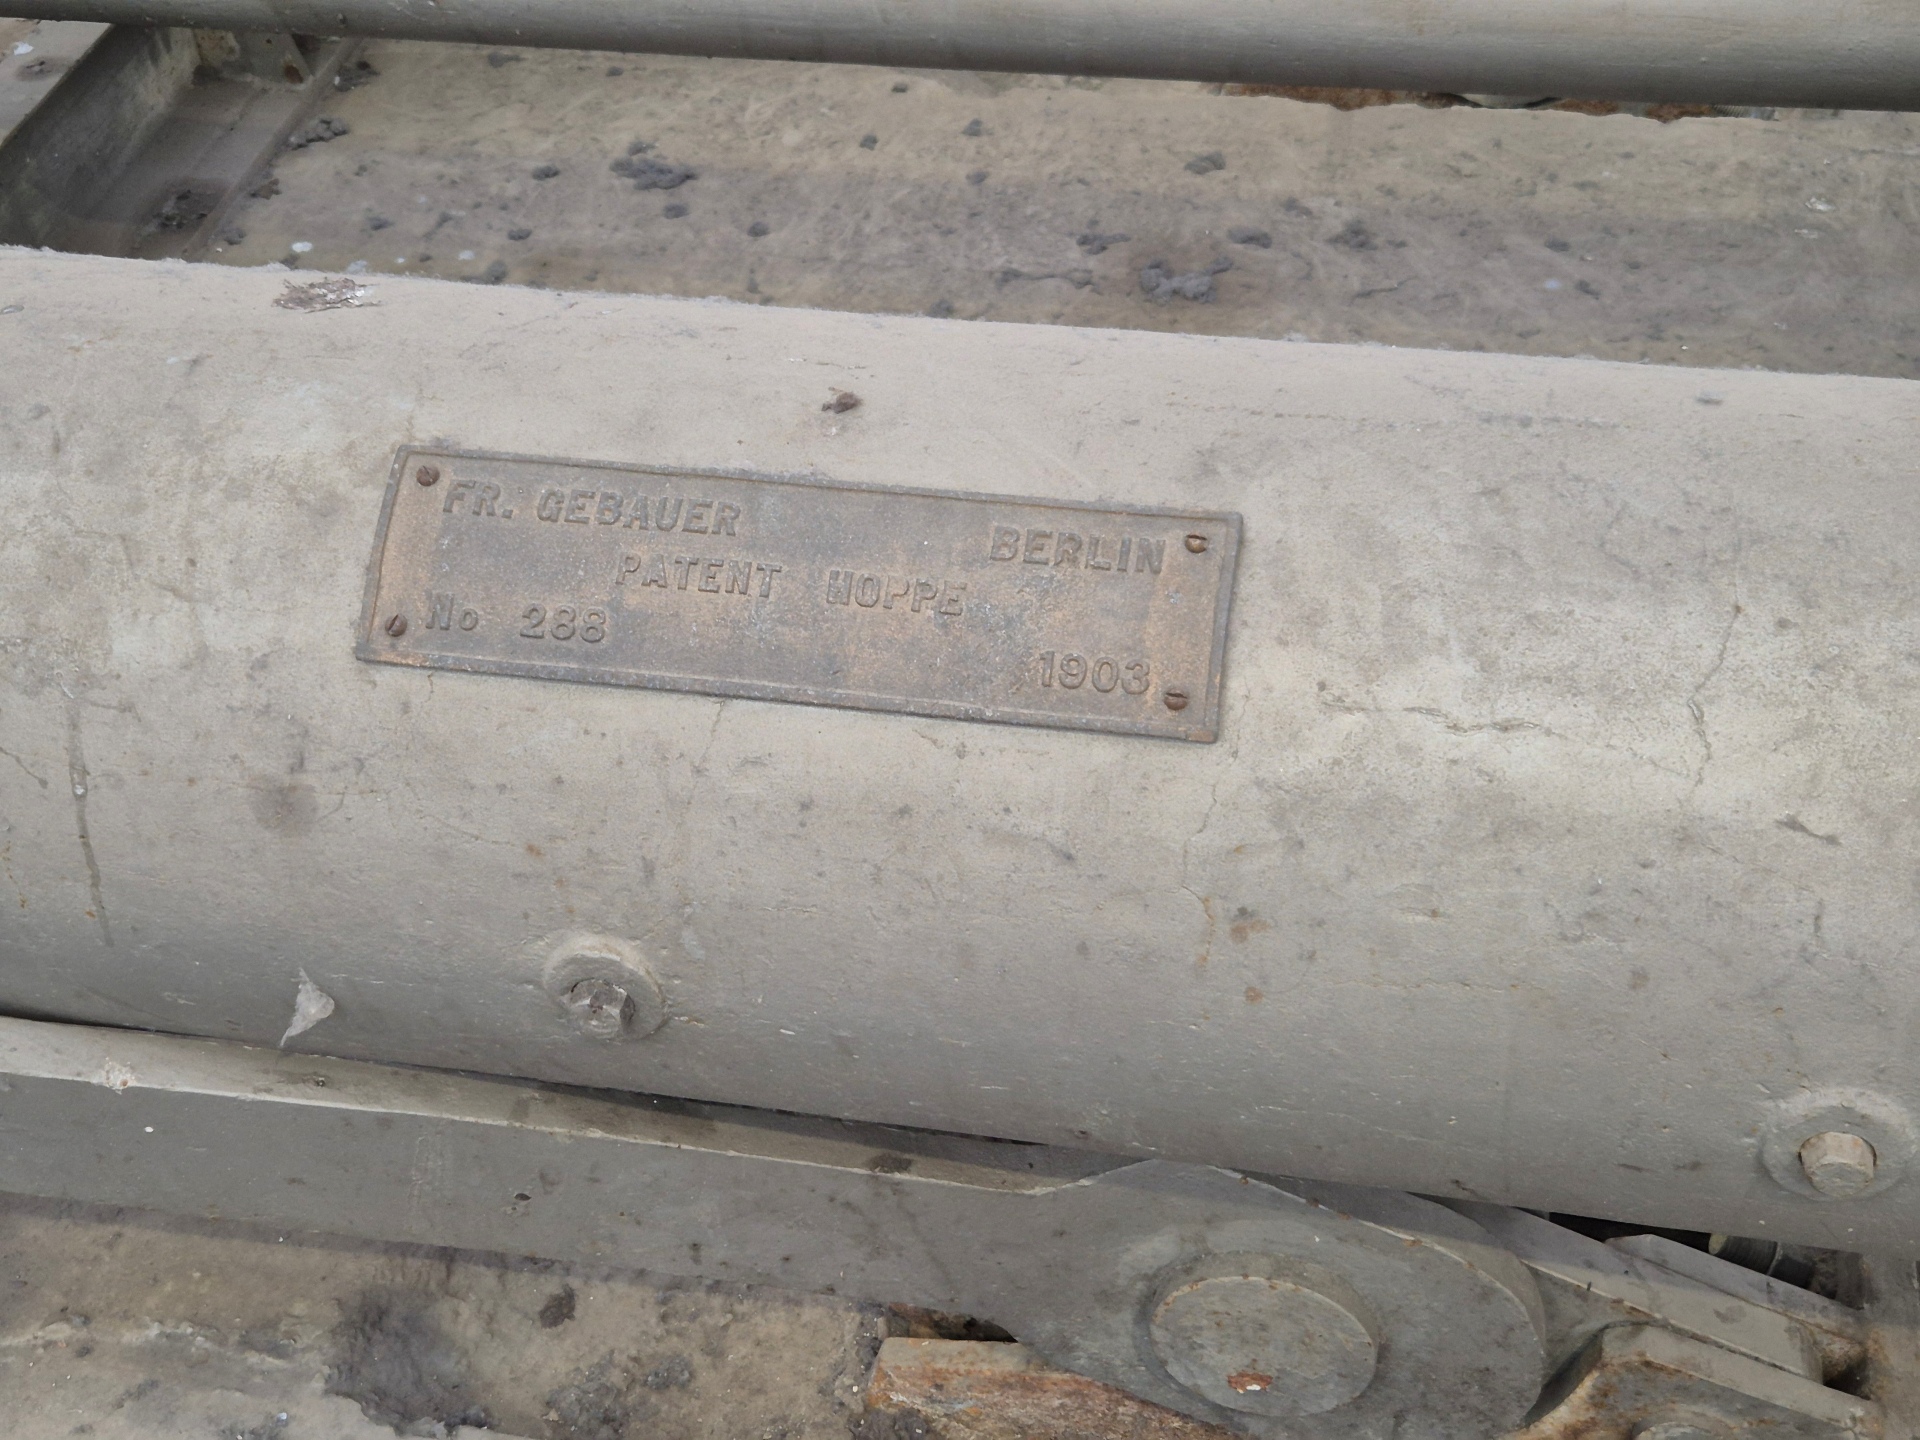 FR. GEBAUER BERLIN
PATENT HOPPE
No 288 1903